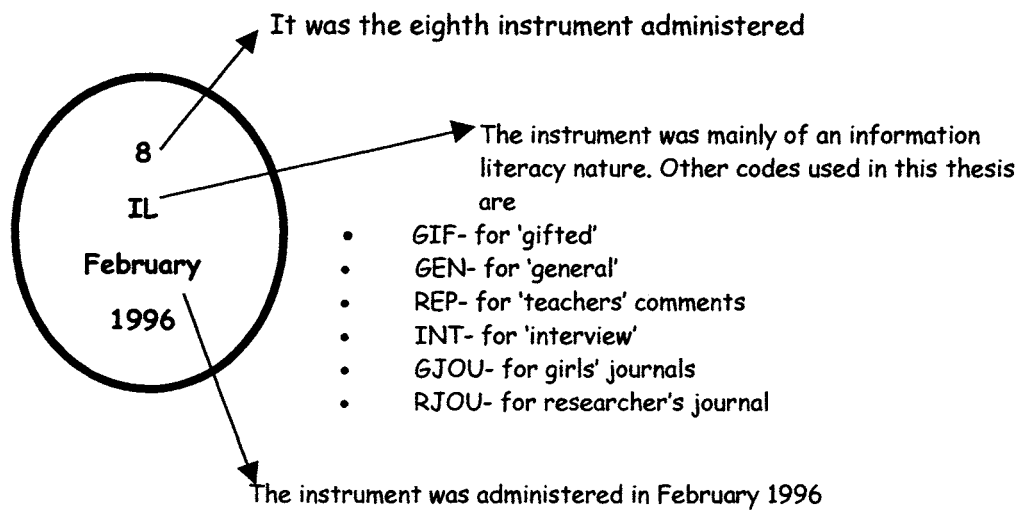 It was the eighth instrument administered
8
IL
February
1996
The instrument was mainly of an information
literacy nature. Other codes used in this thesis
are
• GIF- for 'gifted'
• GEN- for 'general'
• REP- for 'teachers' comments
• INT- for 'interview'
• GJOU- for girls' journals
• RJOU- for researcher's journal
The instrument was administered in February 1996